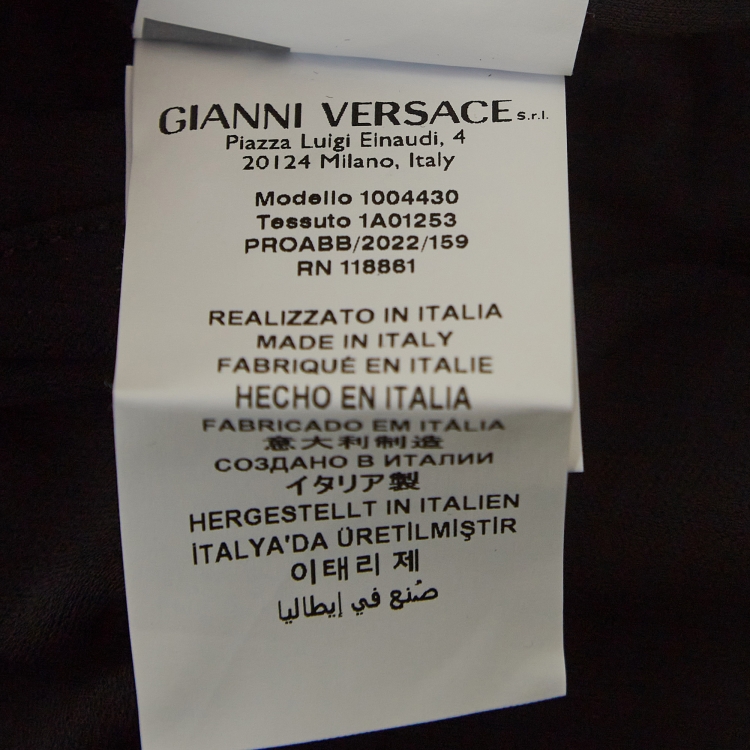 GIANNI VERSACE s.r.l.
Piazza Luigi Einaudi, 4
20124 Milano, Italy
Modello 1004430
Tessuto 1A01253
PROABB/2022/159
RN 118861
REALIZZATO IN ITALIA
MADE IN ITALY
FABRIQUÉ EN ITALIE
HECHO EN ITALIA
FABRICADO EM ITÁLIA
意大利制造
СОЗДАНО В ИТАЛИИ
イタリア製
HERGESTELLT IN ITALIEN
İTALYA'DA ÜRETİLMİŞTİR
이태리 제
صُنع في إيطاليا